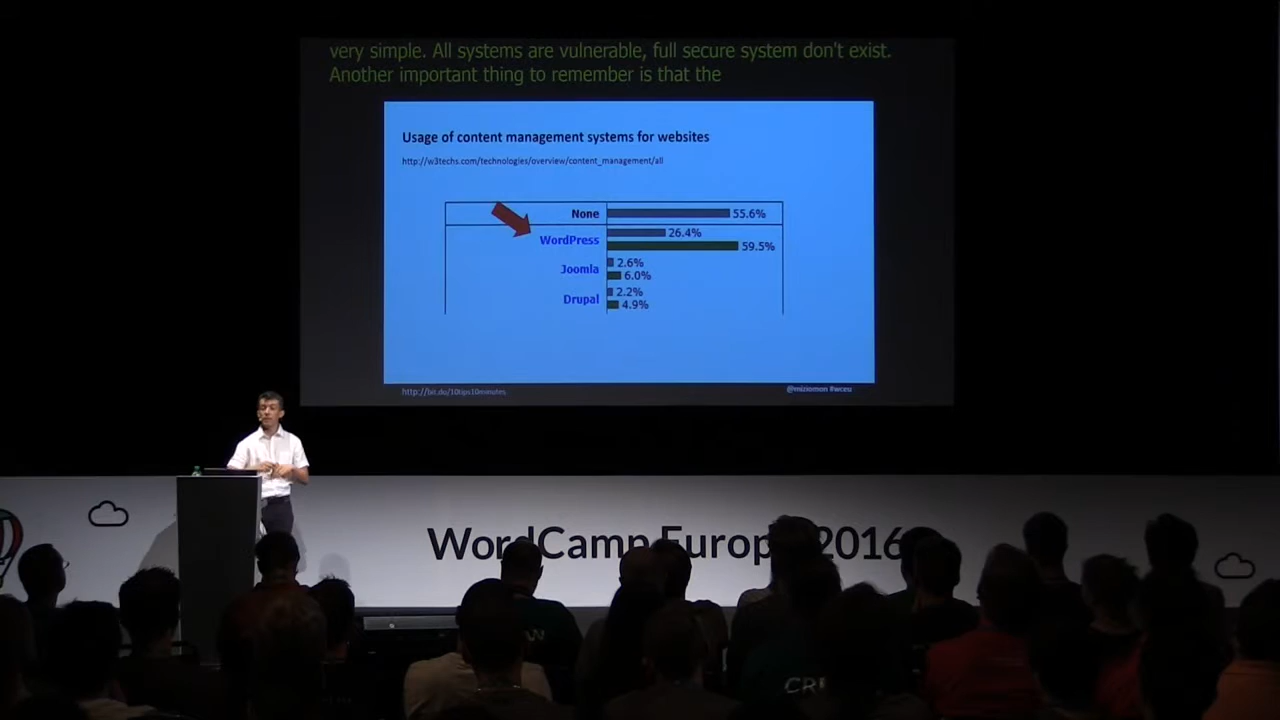 very simple. All systems are vulnerable, full secure system don't exist.
Another important thing to remember is that the
Usage of content management systems for websites
http://w3techs.com/technologies/overview/content_management/all
None 55.6%
WordPress 26.4%
59.5%
Joomla 2.6%
6.0%
Drupal 2.2%
4.9%
http://bit.do/10tips10minutes
@miziomon #wceu
WordCamp Europ 2016
W
CR